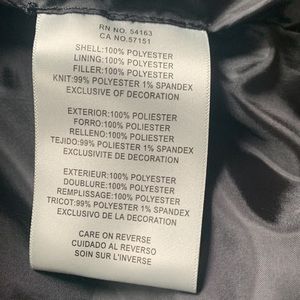 RN NO. 54163
CA NO.57151
SHELL:100% POLYESTER
LINING:100% POLYESTER
FILLER:100% POLYESTER
KNIT:99% POLYESTER 1% SPANDEX
EXCLUSIVE OF DECORATION
EXTERIOR:100% POLIESTER
FORRO:100% POLIESTER
RELLENO:100% POLIESTER
TEJIDO:99% POLIESTER 1% SPANDEX
EXCLUSIVITE DE DECORATION
EXTERIEUR:100% POLYESTER
DOUBLURE:100% POLYESTER
REMPLISSAGE:100% POLYESTER
TRICOT:99% POLYESTER 1% SPANDEX
EXCLUSIVO DE LA DECORATION
CARE ON REVERSE
CUIDADO AL REVERSO
SOIN SUR L'INVERSE